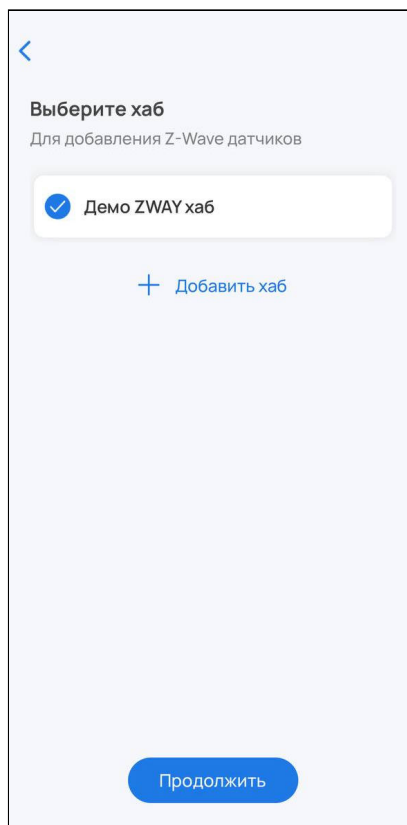 Выберите хаб
Для добавления Z-Wave датчиков
Демо ZWAY хаб
Добавить хаб
Продолжить